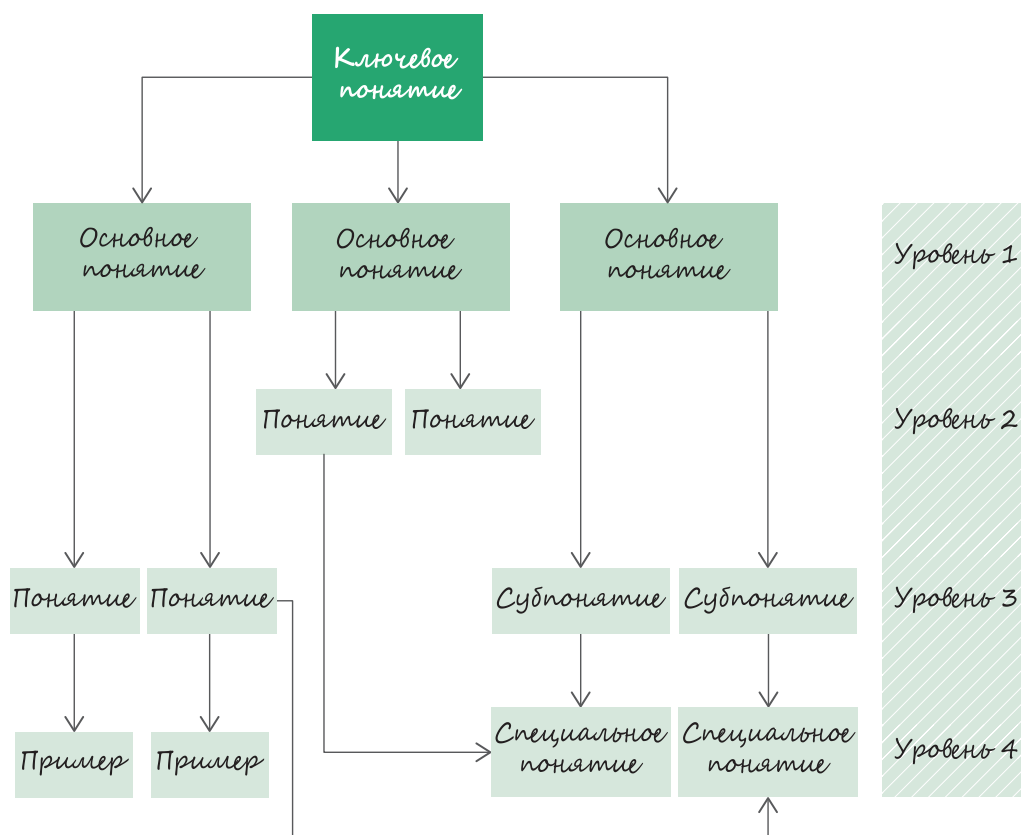 Ключевое
понятие
Основное
понятие
Основное
понятие
Основное
понятие
Уровень 1
Понятие
Понятие
Уровень 2
Понятие
Понятие
Субпонятие
Субпонятие
Уровень 3
Пример
Пример
Специальное
понятие
Специальное
понятие
Уровень 4